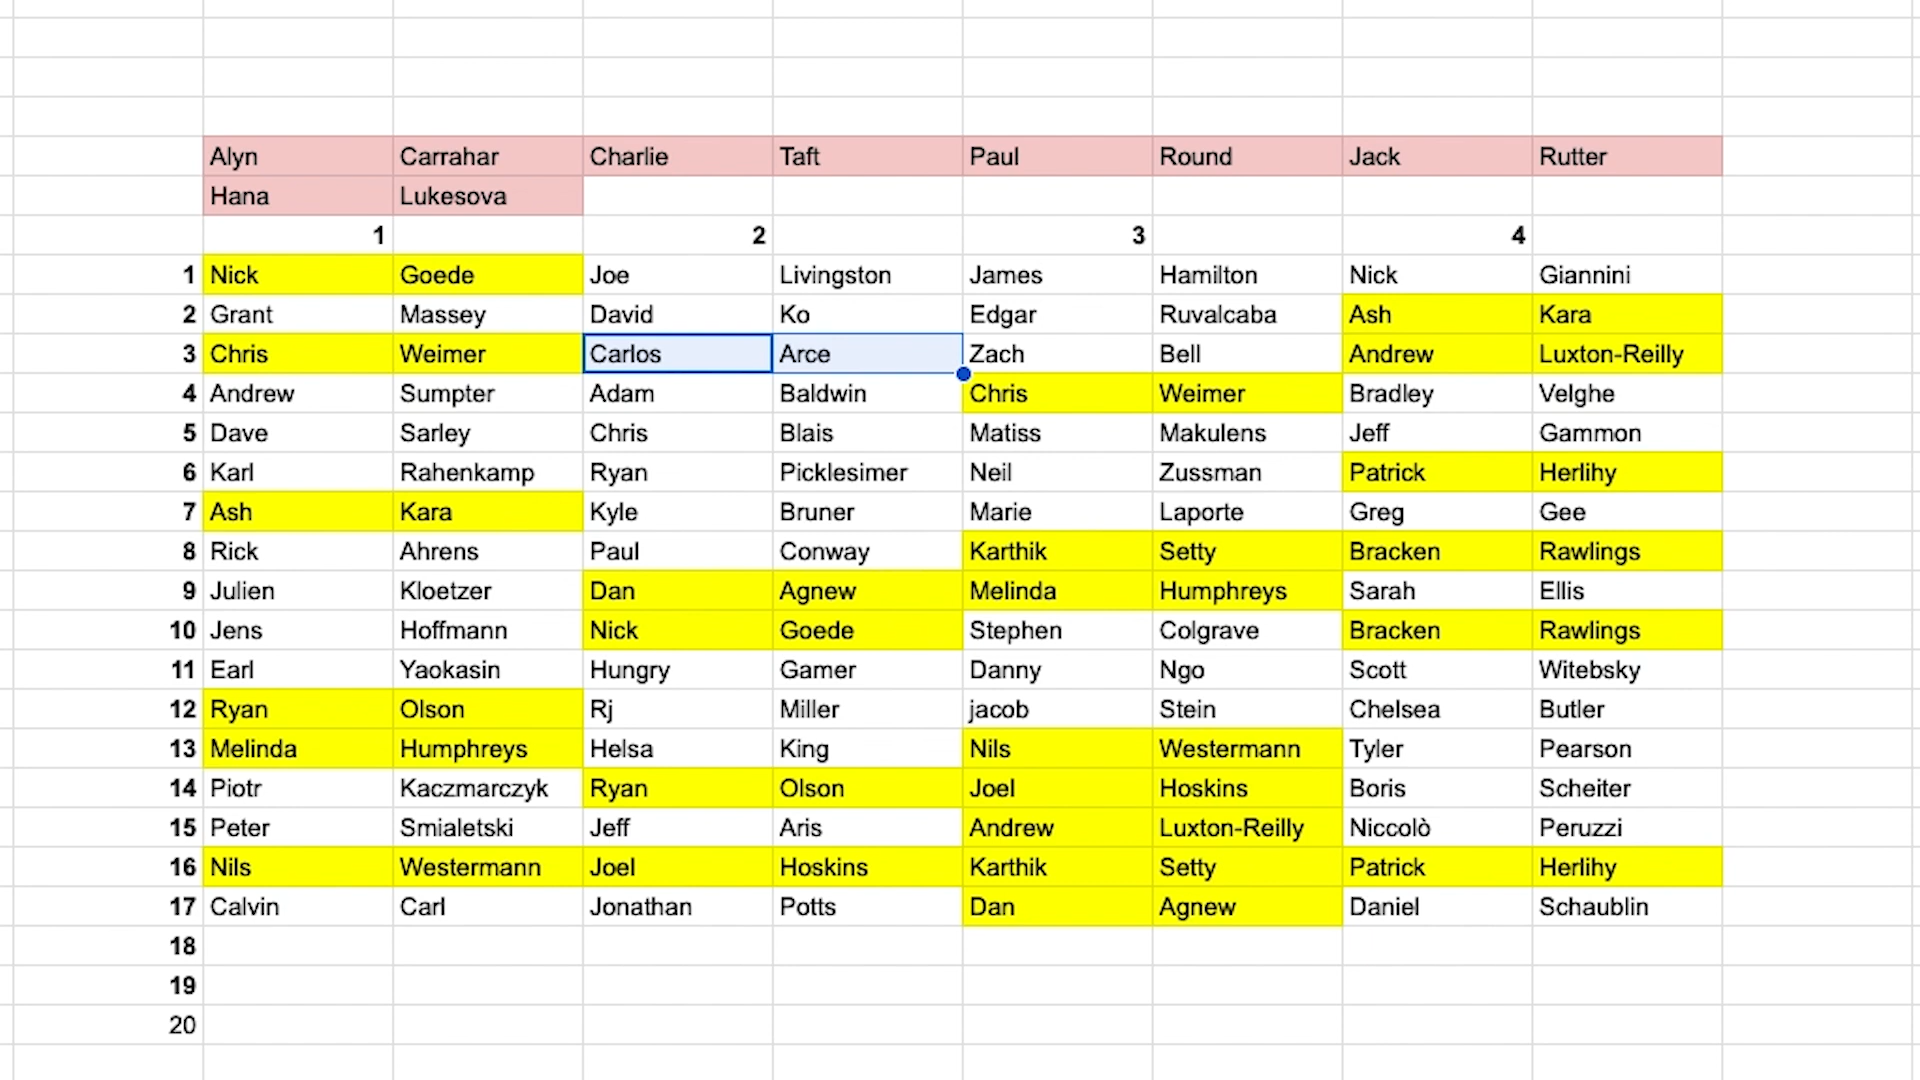 Alyn Carrahar Charlie Taft Paul Round Jack Rutter
Hana Lukesova
1 2 3 4
1 Nick Goede Joe Livingston James Hamilton Nick Giannini
2 Grant Massey David Ko Edgar Ruvalcaba Ash Kara
3 Chris Weimer Carlos Arce Zach Bell Andrew Luxton-Reilly
4 Andrew Sumpter Adam Baldwin Chris Weimer Bradley Velghe
5 Dave Sarley Chris Blais Matiss Makulens Jeff Gammon
6 Karl Rahenkamp Ryan Picklesimer Neil Zussman Patrick Herlihy
7 Ash Kara Kyle Bruner Marie Laporte Greg Gee
8 Rick Ahrens Paul Conway Karthik Setty Bracken Rawlings
9 Julien Kloetzer Dan Agnew Melinda Humphreys Sarah Ellis
10 Jens Hoffmann Nick Goede Stephen Colgrave Bracken Rawlings
11 Earl Yaokasin Hungry Gamer Danny Ngo Scott Witebsky
12 Ryan Olson Rj Miller jacob Stein Chelsea Butler
13 Melinda Humphreys Helsa King Nils Westermann Tyler Pearson
14 Piotr Kaczmarczyk Ryan Olson Joel Hoskins Boris Scheiter
15 Peter Smialetski Jeff Aris Andrew Luxton-Reilly Niccolò Peruzzi
16 Nils Westermann Joel Hoskins Karthik Setty Patrick Herlihy
17 Calvin Carl Jonathan Potts Dan Agnew Daniel Schaublin
18
19
20